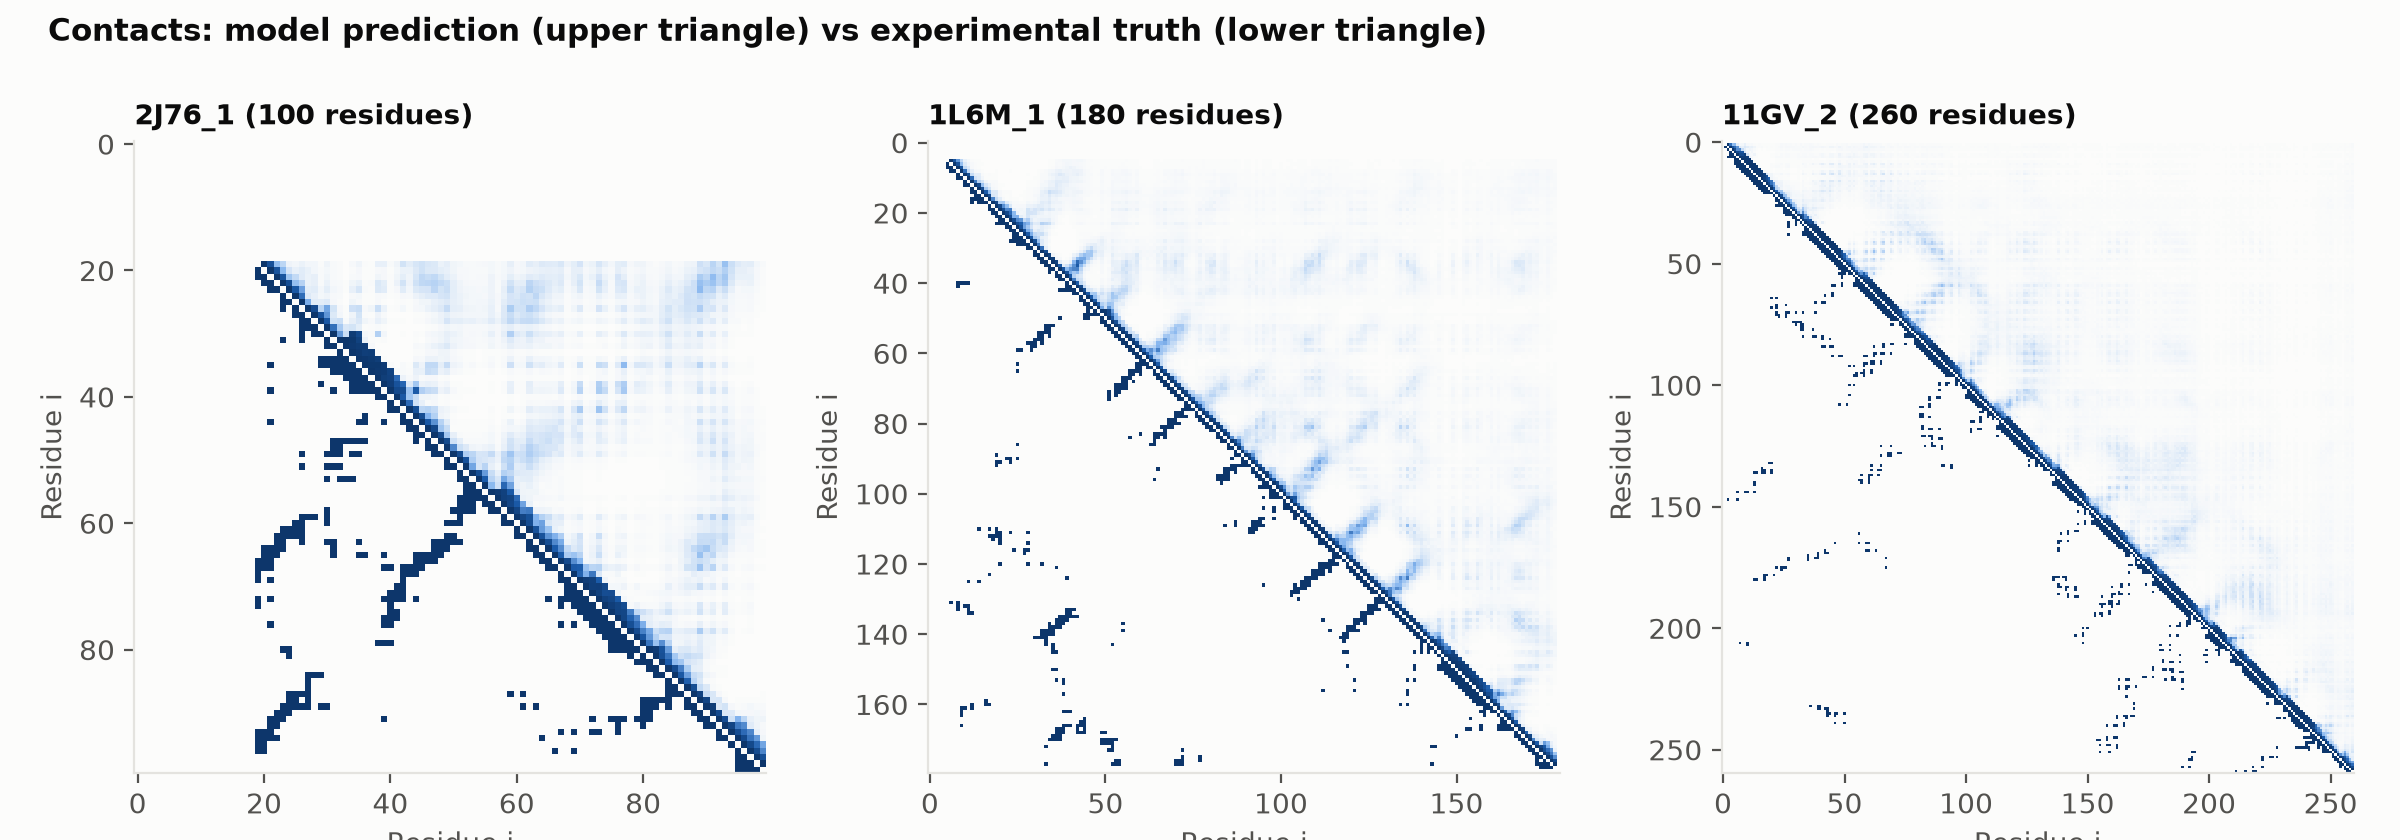 Contacts: model prediction (upper triangle) vs experimental truth (lower triangle)
2J76_1 (100 residues)
0
20
40
60
80
Residue i
0 20 40 60 80
1L6M_1 (180 residues)
0
20
40
60
80
100
120
140
160
Residue i
0 50 100 150
11GV_2 (260 residues)
0
50
100
150
200
250
Residue i
0 50 100 150 200 250
Residue
Residue
Residue